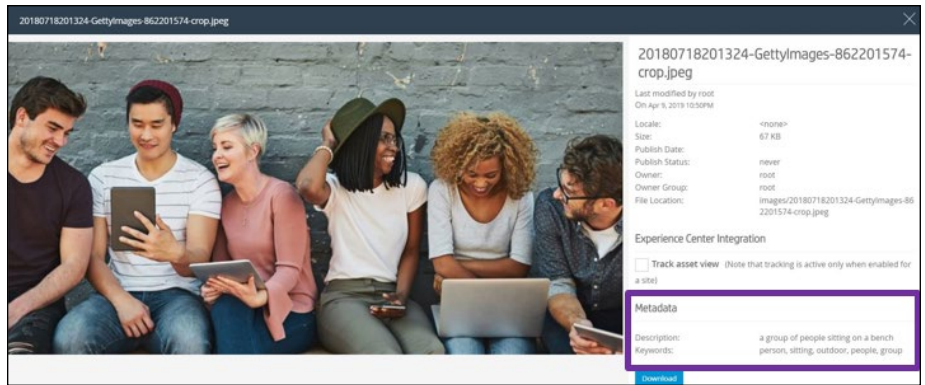 20180718201324-GettyImages-862201574-crop.jpeg
20180718201324-GettyImages-862201574-
crop.jpeg
Last modified by root
On Apr 9, 2019 10:50PM
Locale: <none>
Size: 67 KB
Publish Date:
Publish Status: never
Owner: root
Owner Group: root
File Location: images/20180718201324-GettyImages-86
2201574-crop.jpeg
Experience Center Integration
Track asset view (Note that tracking is active only when enabled for
a site)
Metadata
Description: a group of people sitting on a bench
Keywords: person, sitting, outdoor, people, group
Download